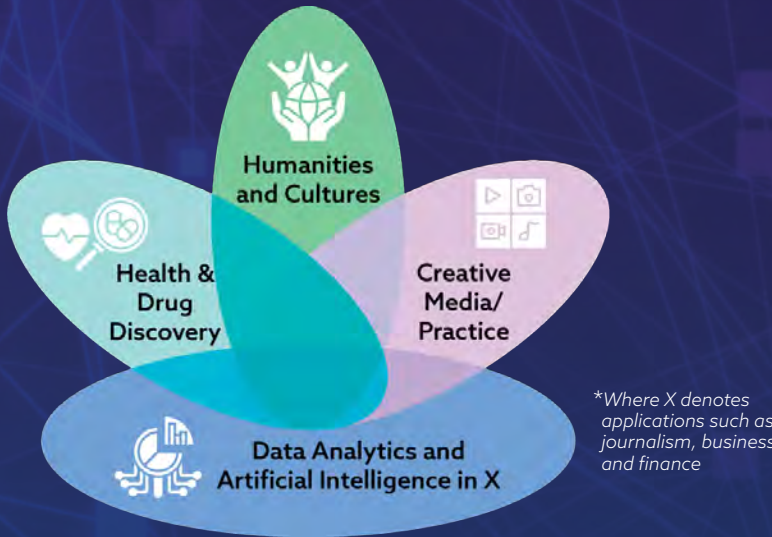 Humanities
and Cultures
Health &
Drug
Discovery
Creative
Media/
Practice
Data Analytics and
Artificial Intelligence in X
*Where X denotes
applications such as
journalism, business
and finance